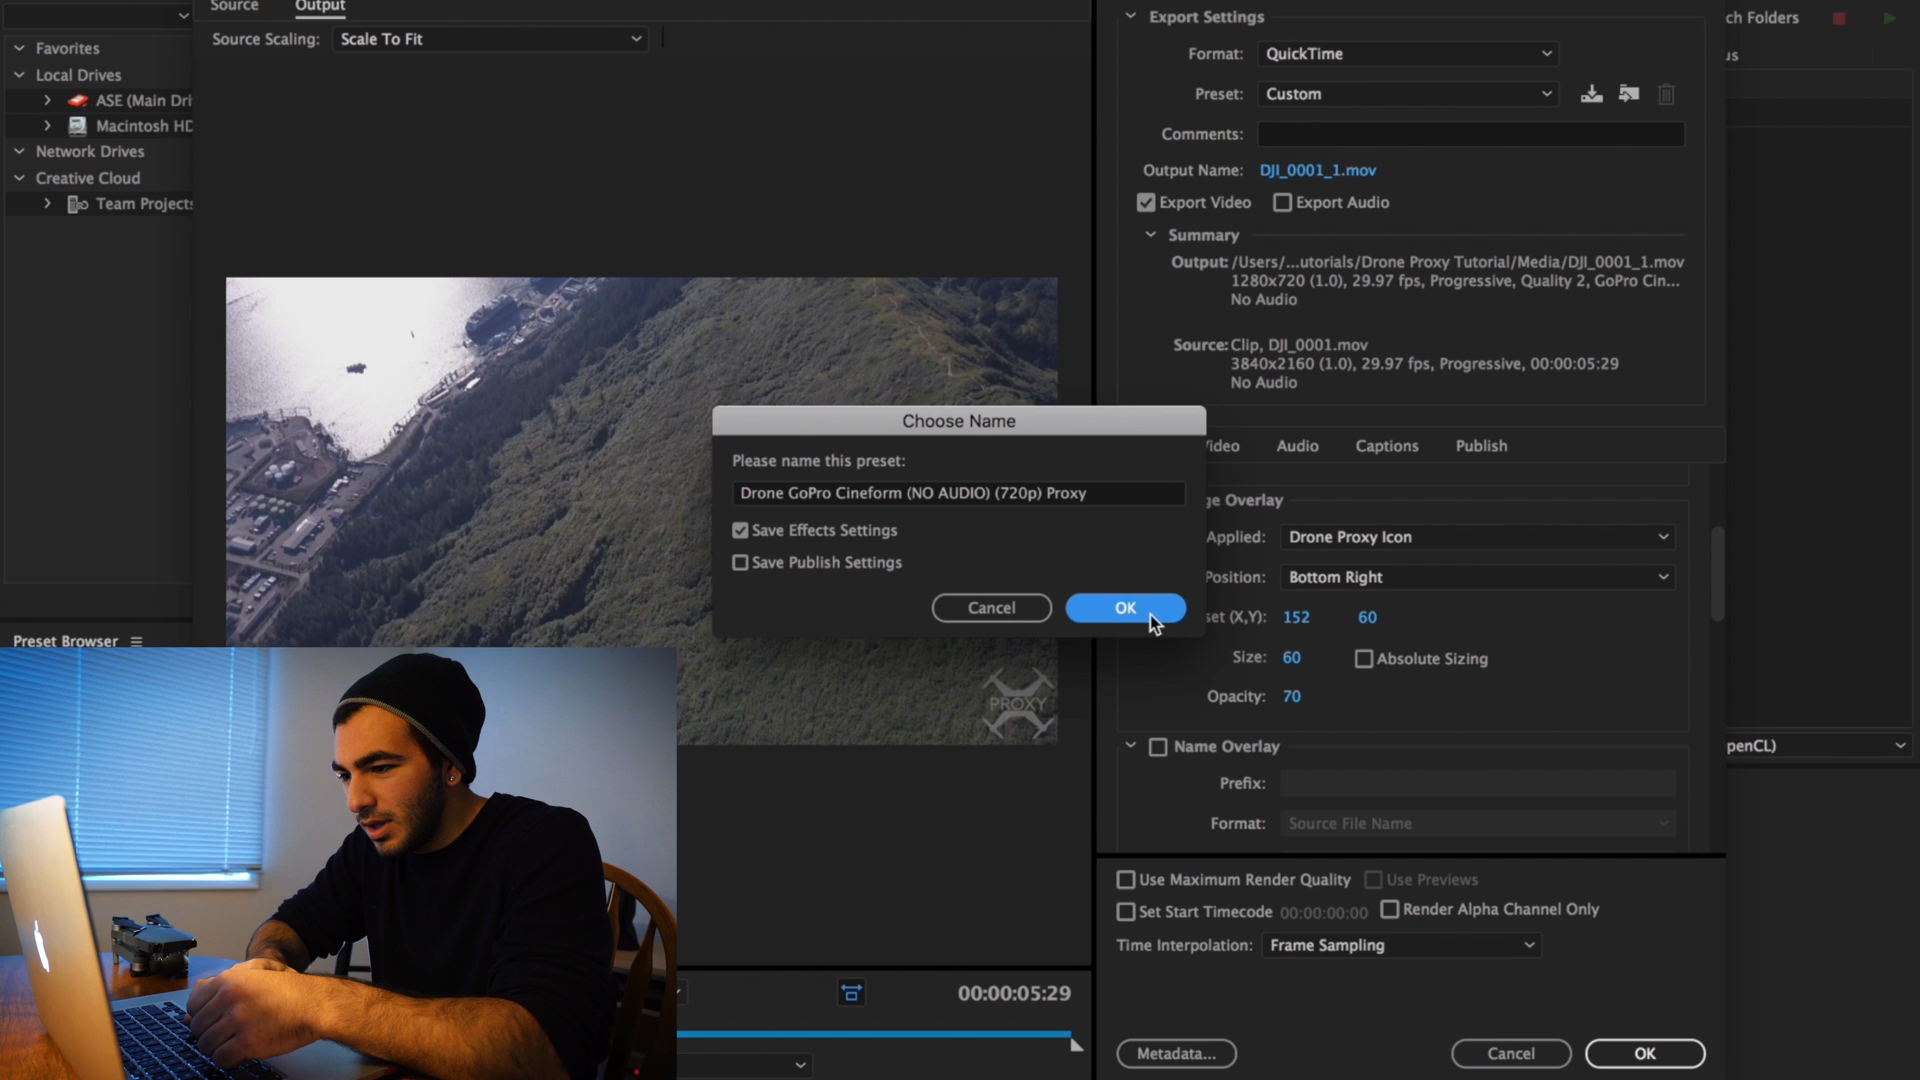 Source
Output
Source Scaling:
Scale To Fit
Favorites
Local Drives
ASE (Main Dri
Macintosh HD
Network Drives
Creative Cloud
Team Projects
Preset Browser
Export Settings
Format:
QuickTime
Preset:
Custom
Comments:
Output Name:
DJI_0001_1.mov
Export Video
Export Audio
Summary
Output: /Users/...utorials/Drone Proxy Tutorial/Media/DJI_0001_1.mov
1280x720 (1.0), 29.97 fps, Progressive, Quality 2, GoPro Cin...
No Audio
Source: Clip, DJI_0001.mov
3840x2160 (1.0), 29.97 fps, Progressive, 00:00:05:29
No Audio
ch Folders
us
Choose Name
Please name this preset:
Drone GoPro Cineform (NO AUDIO) (720p) Proxy
Save Effects Settings
Save Publish Settings
Cancel
OK
ideo
Audio
Captions
Publish
ge Overlay
Applied:
Drone Proxy Icon
Position:
Bottom Right
set (X,Y):
152
60
Size:
60
Absolute Sizing
Opacity:
70
Name Overlay
Prefix:
Format:
Source File Name
penCL)
PROXY
Use Maximum Render Quality
Use Previews
Set Start Timecode
00:00:00:00
Render Alpha Channel Only
Time Interpolation:
Frame Sampling
00:00:05:29
Metadata...
Cancel
OK